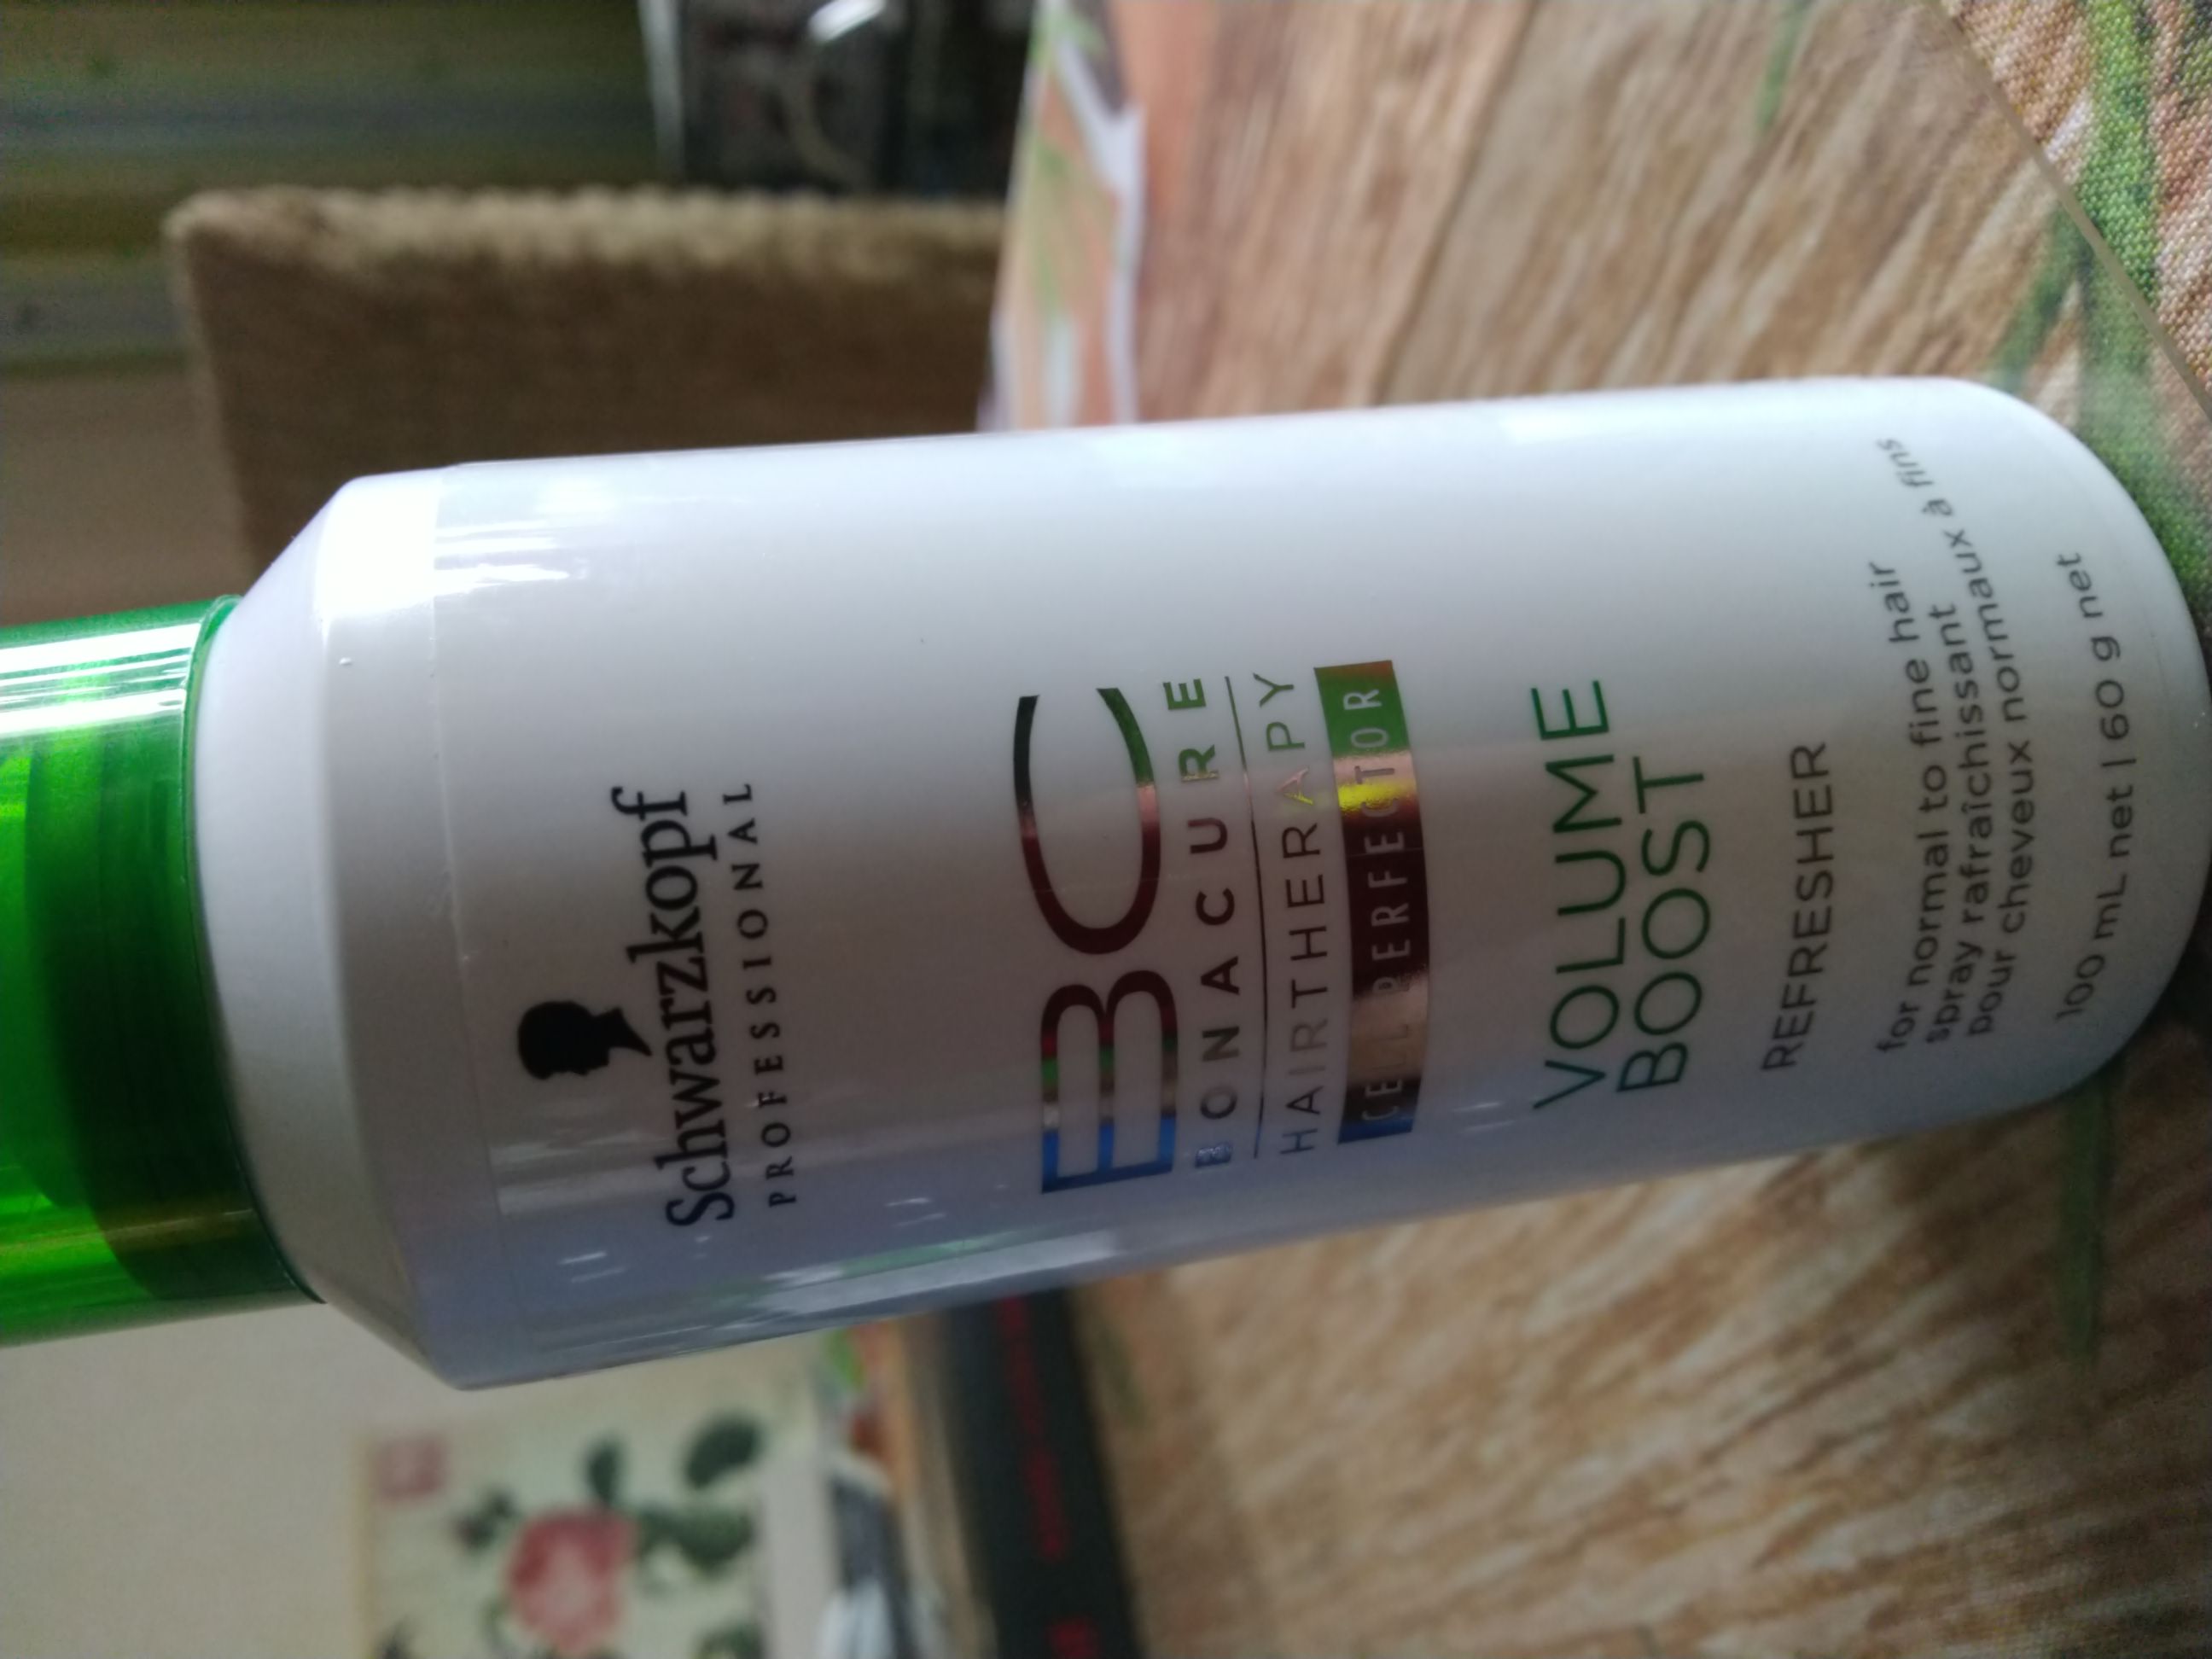 Schwarzkopf
PROFESSIONAL
BC
BONACURE
HAIRTHERAPY
CELL PERFECTOR
VOLUME
BOOST
REFRESHER
for normal to fine hair
spray rafraîchissant
pour cheveux normaux à fins
100 mL net | 60 g net